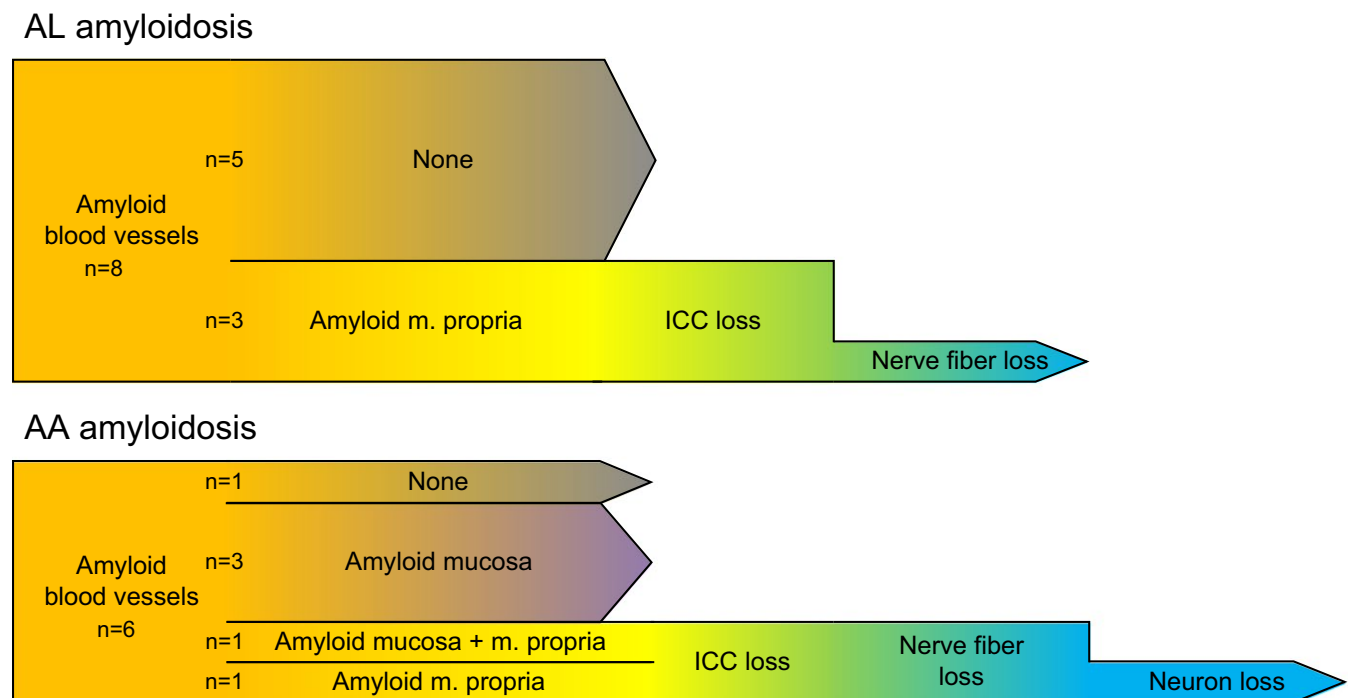 AL amyloidosis
n=5
None
Amyloid
blood vessels
n=8
n=3
Amyloid m. propria
ICC loss
Nerve fiber loss
AA amyloidosis
n=1
None
n=3
Amyloid mucosa
Amyloid
blood vessels
n=6
n=1
Amyloid mucosa + m. propria
ICC loss
Nerve fiber
loss
n=1
Amyloid m. propria
Neuron loss